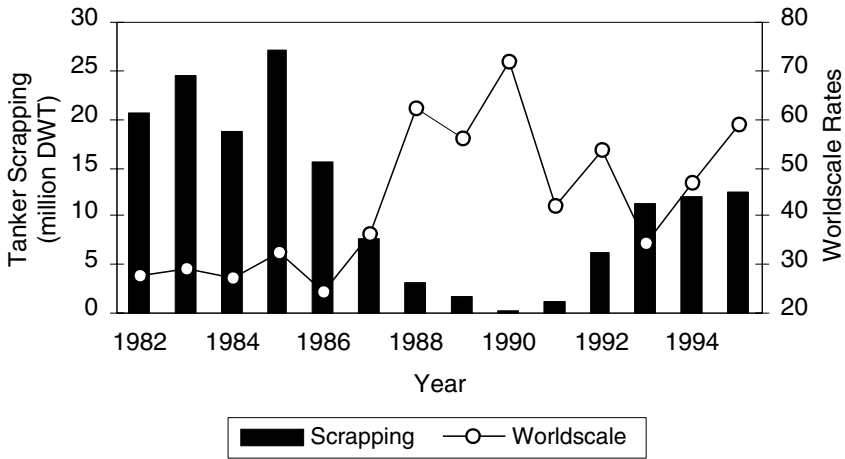 30
25
20
15
10
5
0
Tanker Scrapping
(million DWT)
80
70
60
50
40
30
20
Worldscale Rates
1982 1984 1986 1988 1990 1992 1994
Year
Scrapping Worldscale